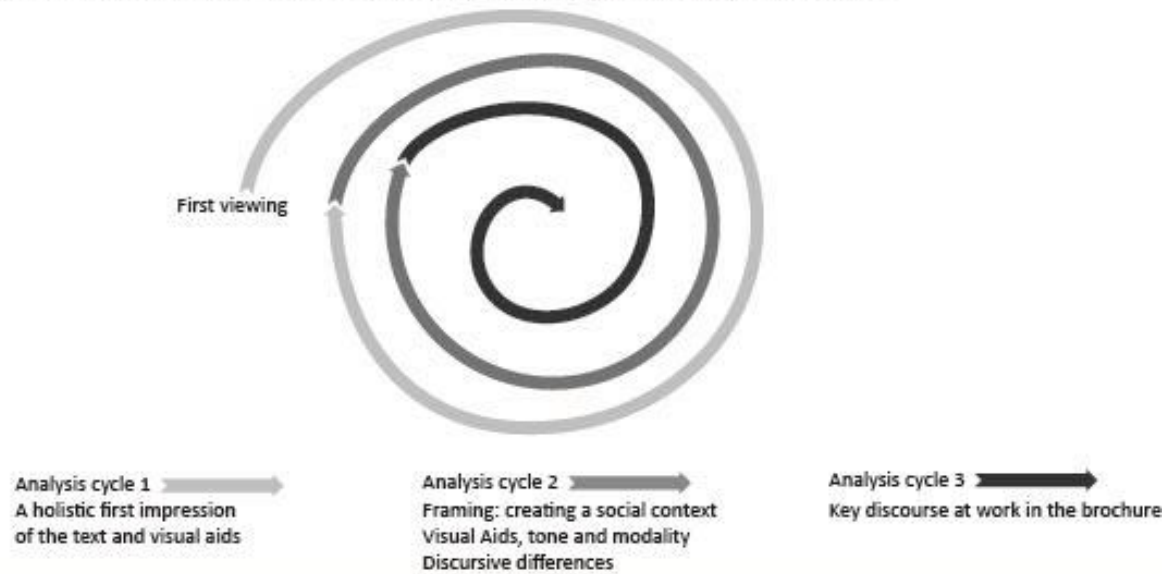 First viewing
Analysis cycle 1
A holistic first impression
of the text and visual aids
Analysis cycle 2
Framing: creating a social context
Visual Aids, tone and modality
Discursive differences
Analysis cycle 3
Key discourse at work in the brochure